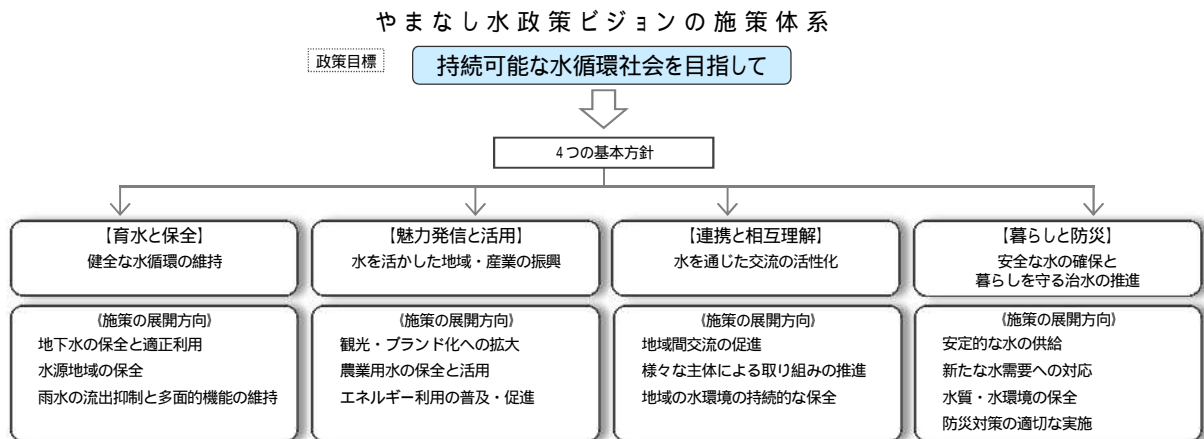 やまなし水政策ビジョンの施策体系
政策目標
持続可能な水循環社会を目指して
4つの基本方針
【育水と保全】
健全な水循環の維持
【魅力発信と活用】
水を活かした地域・産業の振興
【連携と相互理解】
水を通じた交流の活性化
【暮らしと防災】
安全な水の確保と
暮らしを守る治水の推進
《施策の展開方向》
地下水の保全と適正利用
水源地域の保全
雨水の流出抑制と多面的機能の維持
《施策の展開方向》
観光・ブランド化への拡大
農業用水の保全と活用
エネルギー利用の普及・促進
《施策の展開方向》
地域間交流の促進
様々な主体による取り組みの推進
地域の水環境の持続的な保全
《施策の展開方向》
安定的な水の供給
新たな水需要への対応
水質・水環境の保全
防災対策の適切な実施